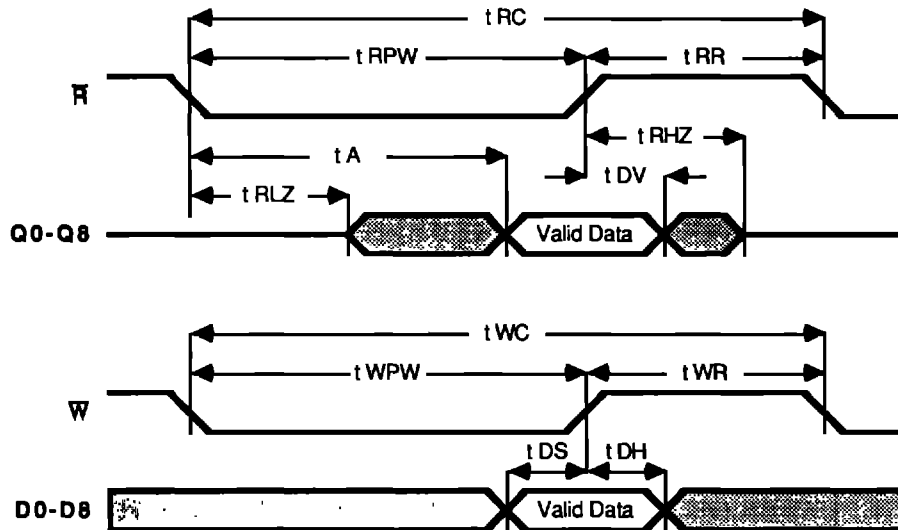 t RC
t RPW t RR
R̅
t RHZ
t A
t DV
t RLZ
Q0-Q8 Valid Data
t WC
t WPW t WR
W̅
t DS t DH
D0-D8 Valid Data